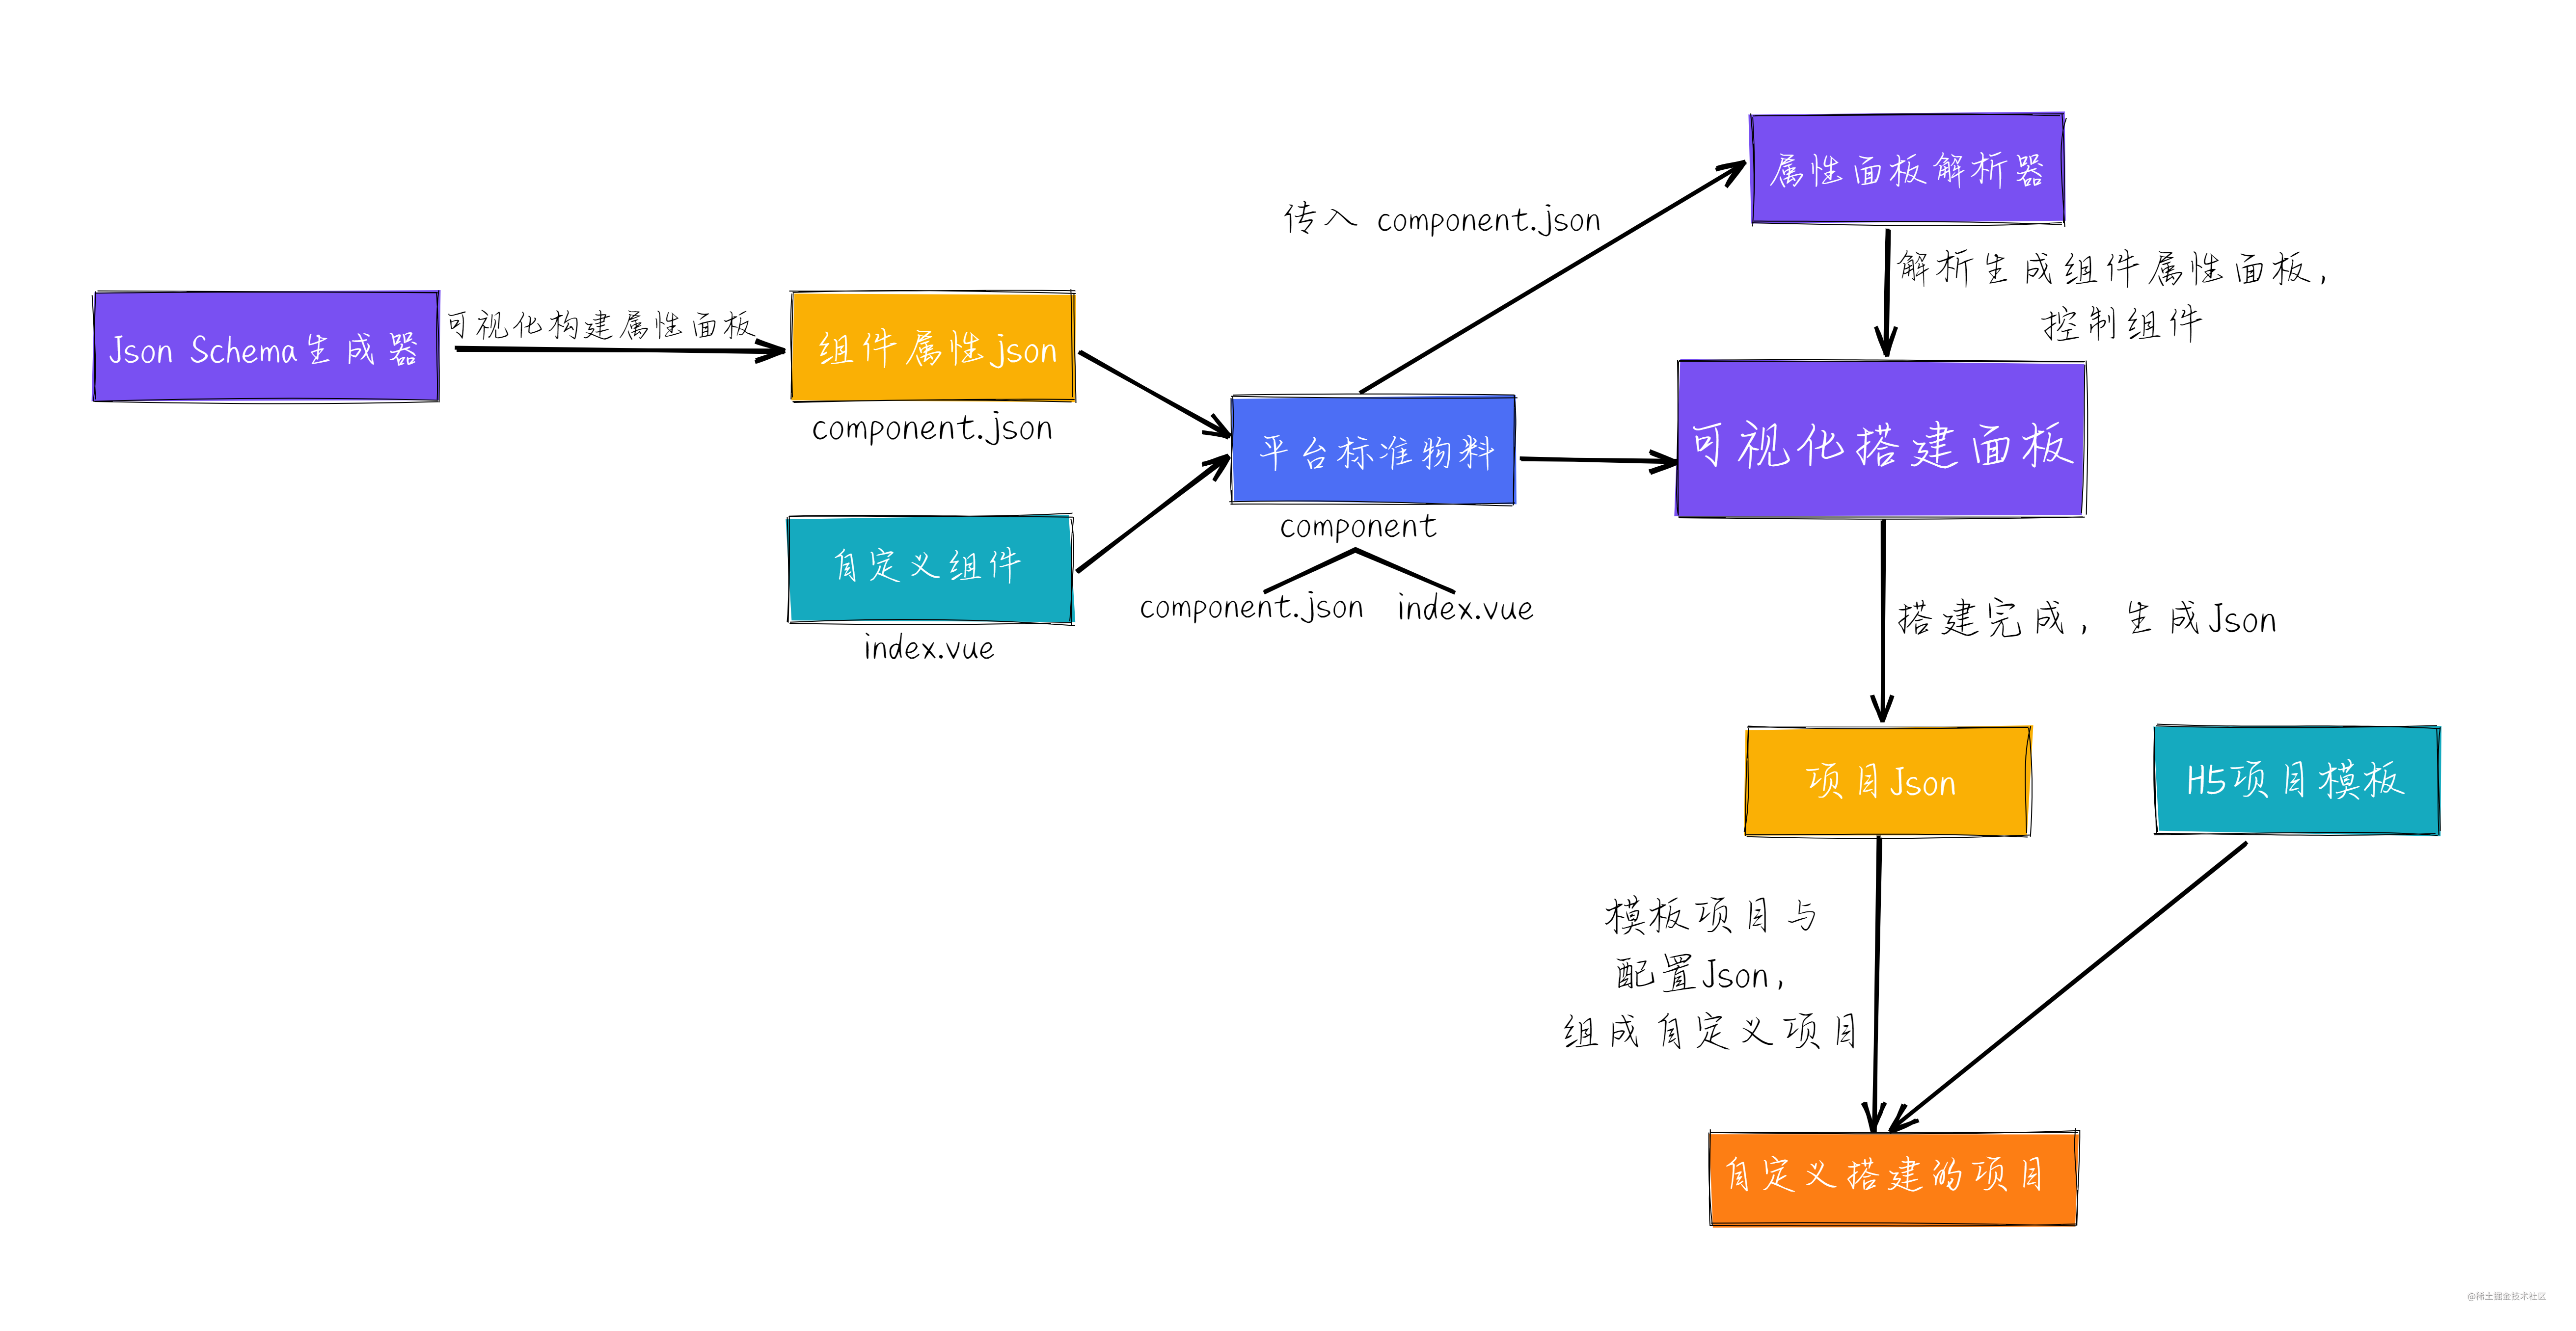 属性面板解析器
传入 component.json
解析生成组件属性面板,
控制组件
Json Schema生成器
可视化构建属性面板
组件属性json
component.json
平台标准物料
可视化搭建面板
自定义组件
index.vue
component
component.json
index.vue
搭建完成, 生成Json
项目Json
H5项目模板
模板项目与
配置Json,
组成自定义项目
自定义搭建的项目
@稀土掘金技术社区